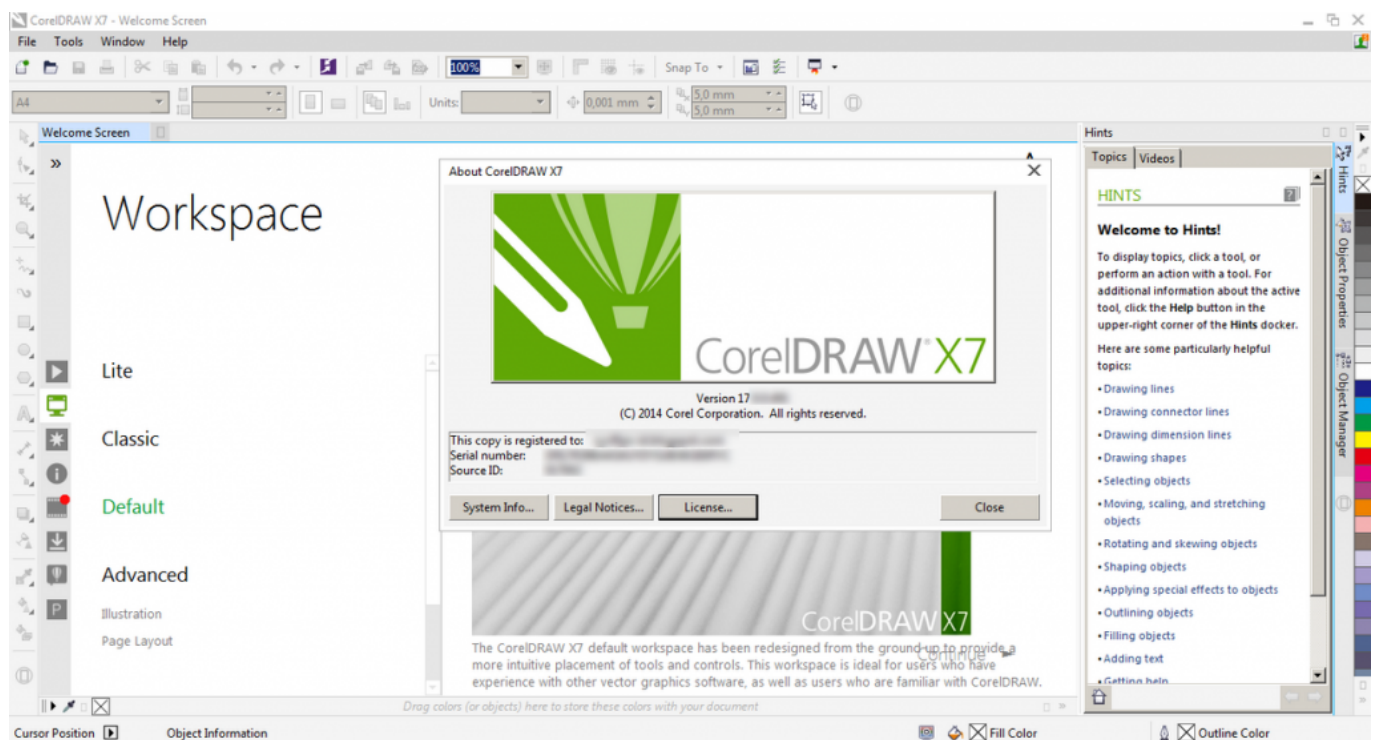 CorelDRAW X7 - Welcome Screen
File Tools Window Help
100%
Snap To
A4
Units:
0,001 mm
5,0 mm
5,0 mm
Welcome Screen
Workspace
Lite
Classic
Default
Advanced
Illustration
Page Layout
About CorelDRAW X7
CorelDRAW X7
Version 17
(C) 2014 Corel Corporation. All rights reserved.
This copy is registered to:
Serial number:
Source ID:
System Info...
Legal Notices...
License...
Close
CorelDRAW X7
The CorelDRAW X7 default workspace has been redesigned from the ground up to provide a
more intuitive placement of tools and controls. This workspace is ideal for users who have
experience with other vector graphics software, as well as users who are familiar with CorelDRAW.
Continue
Hints
Topics
Videos
HINTS
Welcome to Hints!
To display topics, click a tool, or
perform an action with a tool. For
additional information about the active
tool, click the Help button in the
upper-right corner of the Hints docker.
Here are some particularly helpful
topics:
• Drawing lines
• Drawing connector lines
• Drawing dimension lines
• Drawing shapes
• Selecting objects
• Moving, scaling, and stretching
objects
• Rotating and skewing objects
• Shaping objects
• Applying special effects to objects
• Outlining objects
• Filling objects
• Adding text
• Getting help
Hints
Object Properties
Object Manager
Drag colors (or objects) here to store these colors with your document
Cursor Position
Object Information
Fill Color
Outline Color